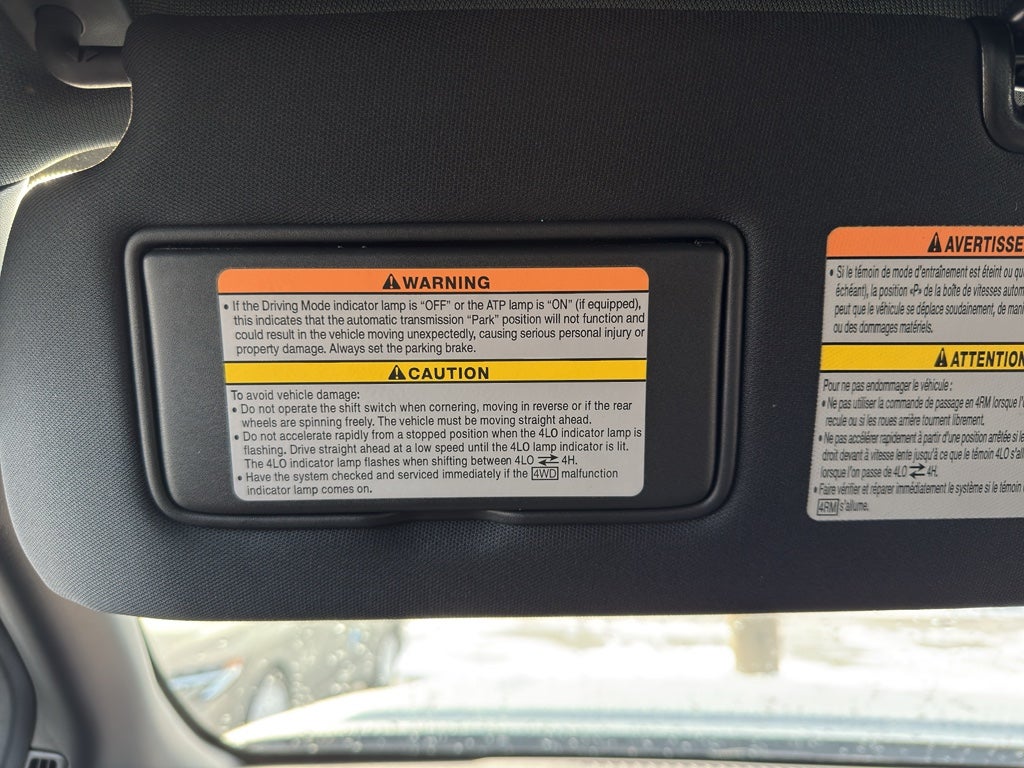 WARNING
• If the Driving Mode indicator lamp is “OFF” or the ATP lamp is “ON” (if equipped),
this indicates that the automatic transmission “Park” position will not function and
could result in the vehicle moving unexpectedly, causing serious personal injury or
property damage. Always set the parking brake.
CAUTION
To avoid vehicle damage:
• Do not operate the shift switch when cornering, moving in reverse or if the rear
wheels are spinning freely. The vehicle must be moving straight ahead.
• Do not accelerate rapidly from a stopped position when the 4LO indicator lamp is
flashing. Drive straight ahead at a low speed until the 4LO lamp indicator is lit.
The 4LO indicator lamp flashes when shifting between 4LO ⇄ 4H.
• Have the system checked and serviced immediately if the 4WD malfunction
indicator lamp comes on.
AVERTISSE
• Si le témoin de mode d'entraînement est éteint ou qu
échéant), la position «P» de la boîte de vitesses autom
peut que le véhicule se déplace soudainement, de mani
ou des dommages matériels.
ATTENTION
Pour ne pas endommager le véhicule :
• Ne pas utiliser la commande de passage en 4RM lorsque l'
recule ou si les roues arrière tournent librement.
• Ne pas accélérer rapidement à partir d'une position arrêtée si le
droit devant à vitesse lente jusqu'à ce que le témoin 4LO s'al
lorsque l'on passe de 4LO ⇄ 4H.
• Faire vérifier et réparer immédiatement le système si le témoin
4RM s'allume.